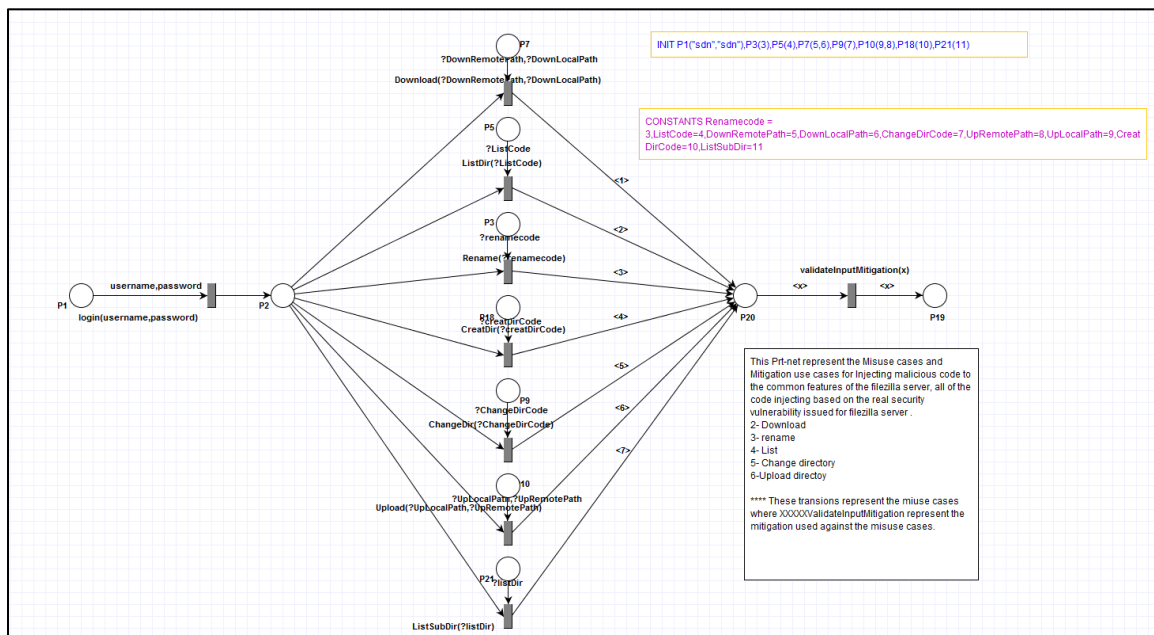 P7
?DownRemotePath,?DownLocalPath
Download(?DownRemotePath,?DownLocalPath)
INIT P1("sdn","sdn"),P3(3),P5(4),P7(5,6),P9(7),P10(9,8),P18(10),P21(11)
CONSTANTS Renamecode =
3,ListCode=4,DownRemotePath=5,DownLocalPath=6,ChangeDirCode=7,UpRemotePath=8,UpLocalPath=9,Creat
DirCode=10,ListSubDir=11
P5
?ListCode
ListDir(?ListCode)
<1>
P3
?renamecode
<2>
Rename(?renamecode)
<3>
username,password
P1
login(username,password)
P2
P18
?creatDirCode
CreatDir(?creatDirCode)
<4>
validateInputMitigation(x)
<x>
<x>
P20
P19
P9
?ChangeDirCode
ChangeDir(?ChangeDirCode)
<5>
<6>
<7>
10
?UpLocalPath,?UpRemotePath
Upload(?UpLocalPath,?UpRemotePath)
P21
?listDir
ListSubDir(?listDir)
This Prt-net represent the Misuse cases and
Mitigation use cases for Injecting malicious code to
the common features of the filezilla server, all of the
code injecting based on the real security
vulnerability issued for filezilla server .
2- Download
3- rename
4- List
5- Change directory
6-Upload directoy
**** These transions represent the miuse cases
where XXXXXValidateInputMitigation represent the
mitigation used against the misuse cases.